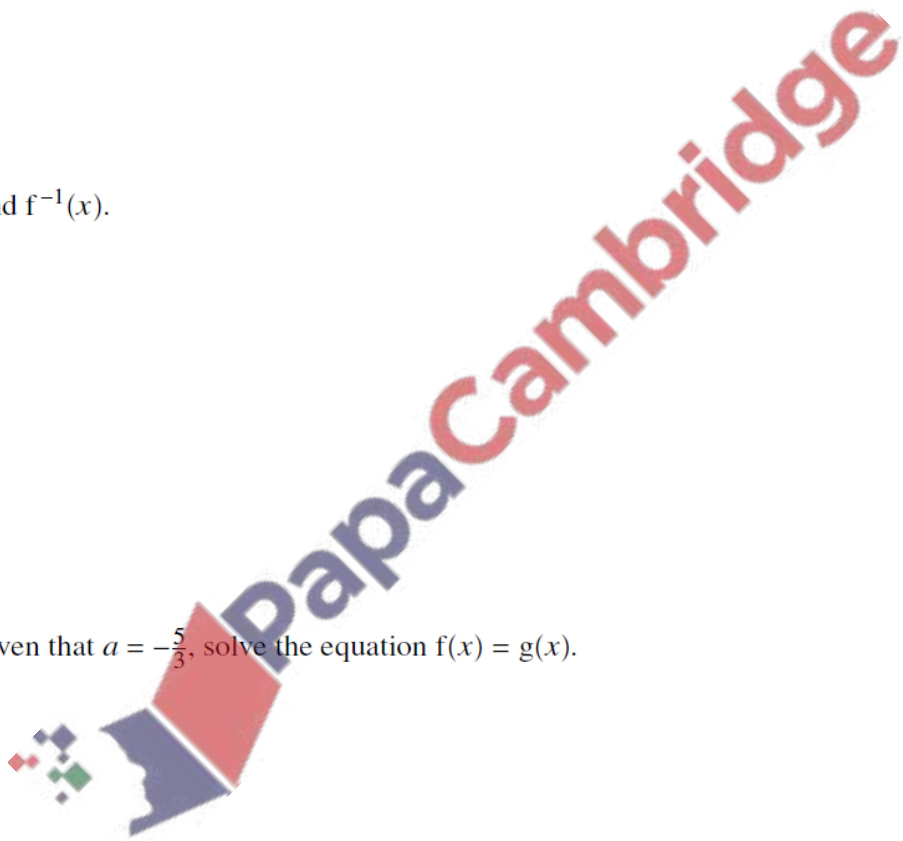 d f⁻¹(x).
ven that a = −5/3, solve the equation f(x) = g(x).
PapaCambridge